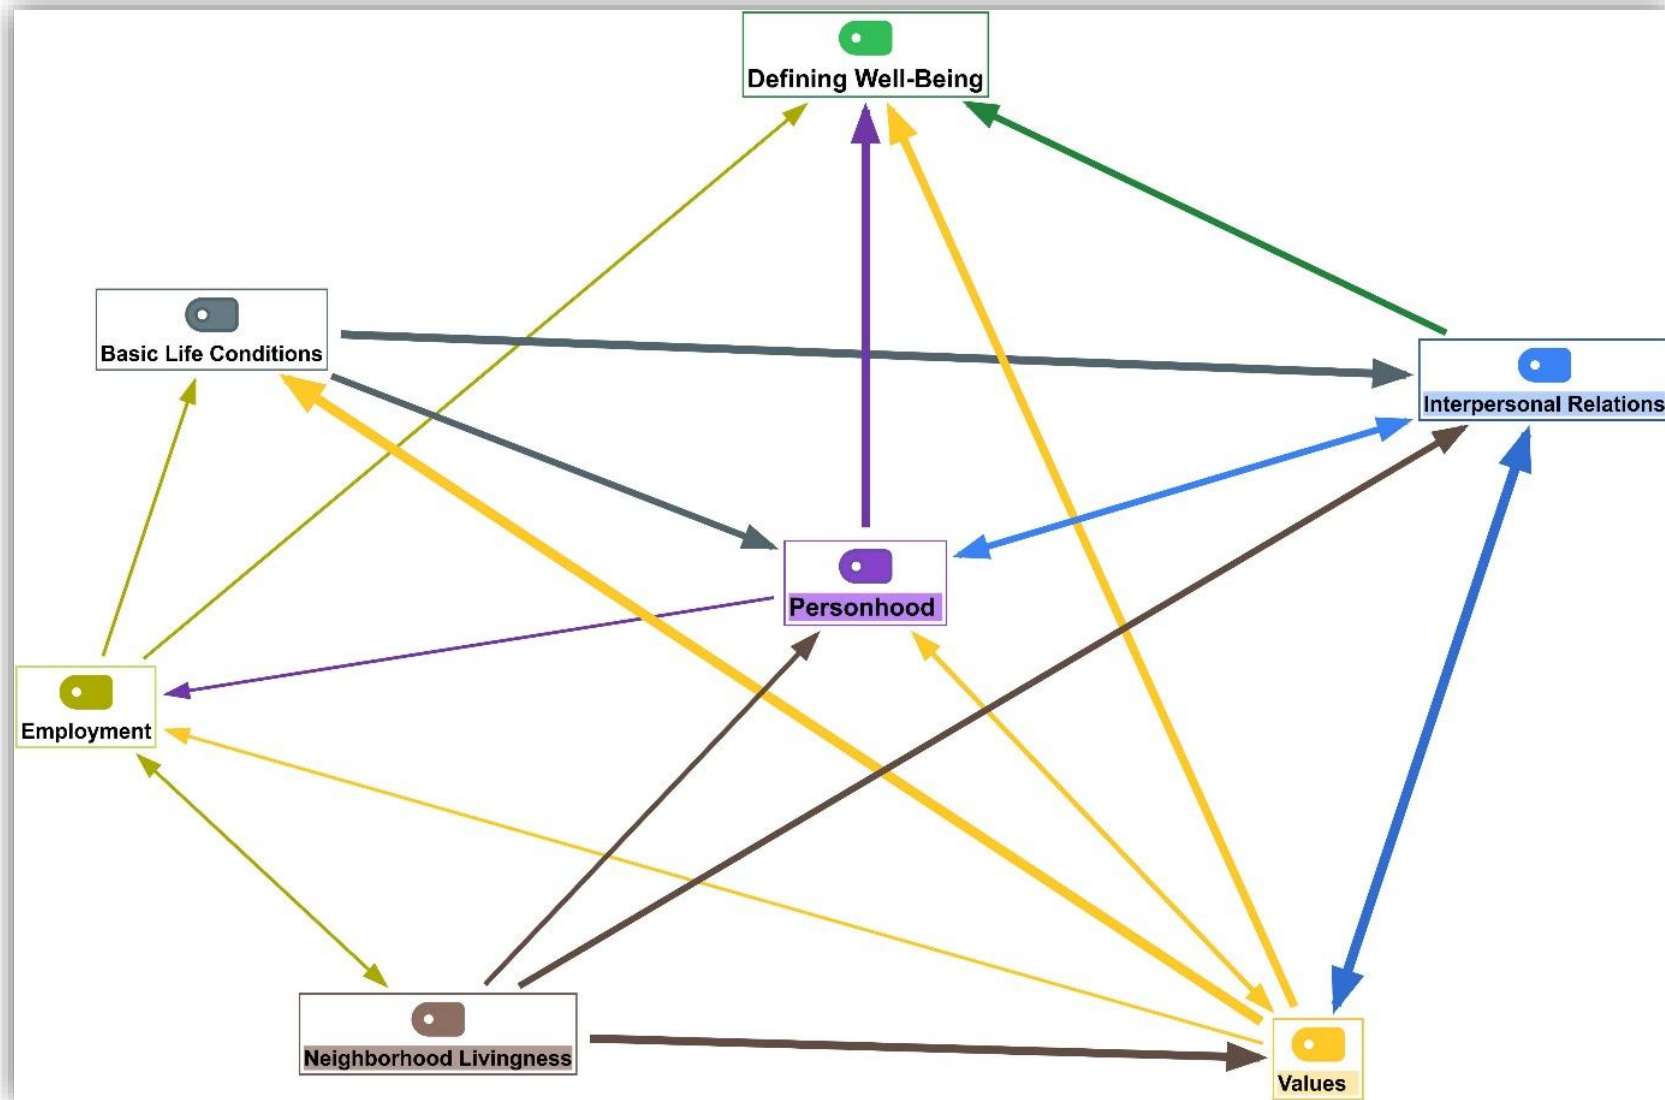 Defining Well-Being
Basic Life Conditions
Interpersonal Relations
Personhood
Employment
Neighborhood Livingness
Values